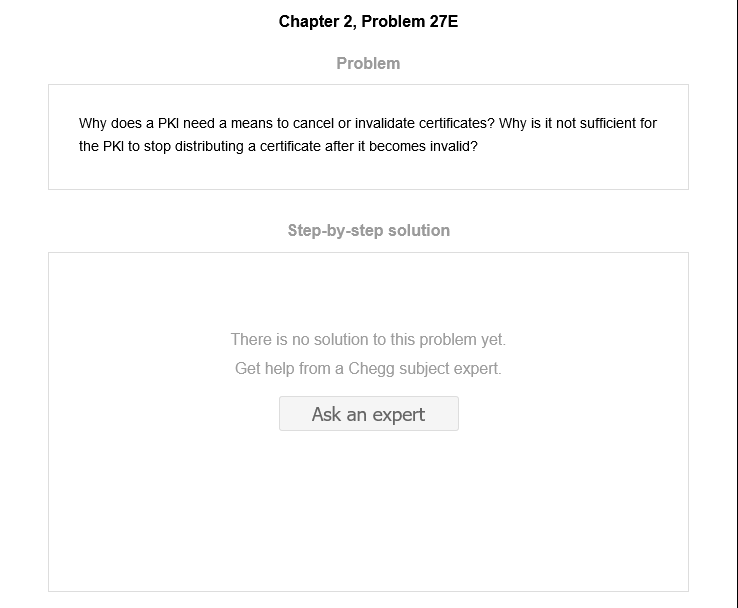 Chapter 2, Problem 27E
Problem
Why does a PKI need a means to cancel or invalidate certificates? Why is it not sufficient for
the PKI to stop distributing a certificate after it becomes invalid?
Step-by-step solution
There is no solution to this problem yet.
Get help from a Chegg subject expert.
Ask an expert